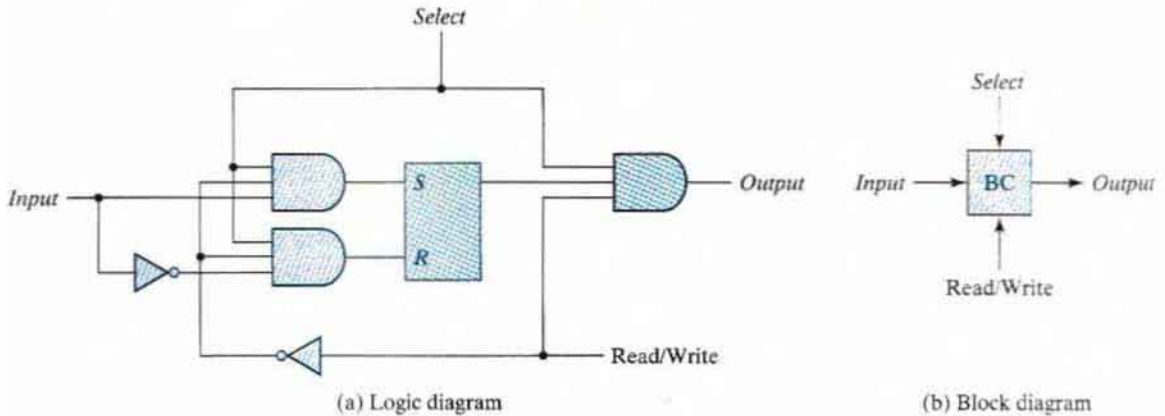 Select
Input
S
R
Output
Read/Write
(a) Logic diagram
Select
Input
BC
Output
Read/Write
(b) Block diagram